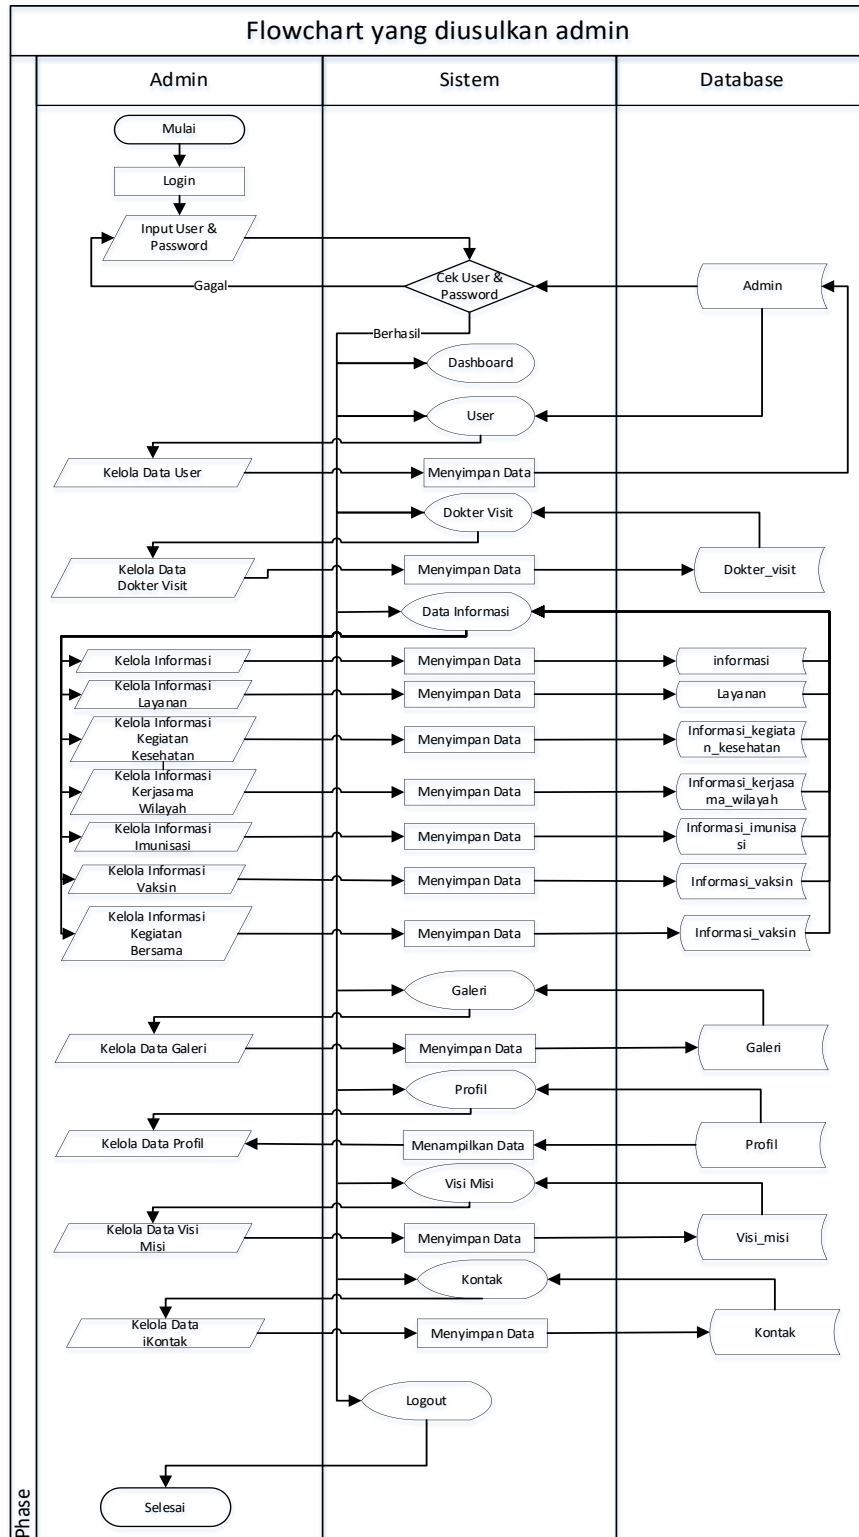 Flowchart yang diusulkan admin
Admin
Sistem
Database
Mulai
Login
Input User &
Password
Cek User &
Password
Gagal
Admin
Berhasil
Dashboard
User
Kelola Data User
Menyimpan Data
Dokter Visit
Kelola Data
Dokter Visit
Menyimpan Data
Dokter_visit
Data Informasi
Kelola Informasi
Menyimpan Data
informasi
Kelola Informasi
Layanan
Menyimpan Data
Layanan
Kelola Informasi
Kegiatan
Kesehatan
Menyimpan Data
Informasi_kegiata
n_kesehatan
Kelola Informasi
Kerjasama
Wilayah
Menyimpan Data
Informasi_kerjasa
ma_wilayah
Kelola Informasi
Imunisasi
Menyimpan Data
Informasi_imunisa
si
Kelola Informasi
Vaksin
Menyimpan Data
Informasi_vaksin
Kelola Informasi
Kegiatan
Bersama
Menyimpan Data
Informasi_vaksin
Galeri
Kelola Data Galeri
Menyimpan Data
Galeri
Profil
Kelola Data Profil
Menampilkan Data
Profil
Visi Misi
Kelola Data Visi
Misi
Menyimpan Data
Visi_misi
Kontak
Kelola Data
iKontak
Menyimpan Data
Kontak
Logout
Selesai
Phase